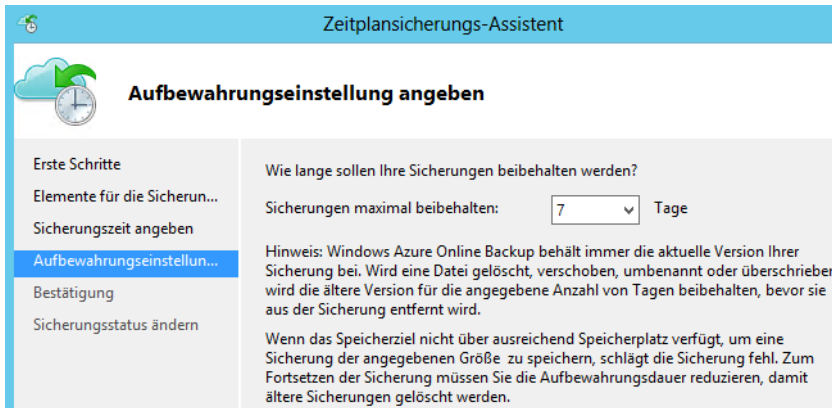 Zeitplansicherungs-Assistent
Aufbewahrungseinstellung angeben
Erste Schritte
Elemente für die Sicherun...
Sicherungszeit angeben
Aufbewahrungseinstellun...
Bestätigung
Sicherungsstatus ändern
Wie lange sollen Ihre Sicherungen beibehalten werden?
Sicherungen maximal beibehalten: 7 Tage
Hinweis: Windows Azure Online Backup behält immer die aktuelle Version Ihrer
Sicherung bei. Wird eine Datei gelöscht, verschoben, umbenannt oder überschrieben
wird die ältere Version für die angegebene Anzahl von Tagen beibehalten, bevor sie
aus der Sicherung entfernt wird.
Wenn das Speicherziel nicht über ausreichend Speicherplatz verfügt, um eine
Sicherung der angegebenen Größe zu speichern, schlägt die Sicherung fehl. Zum
Fortsetzen der Sicherung müssen Sie die Aufbewahrungsdauer reduzieren, damit
ältere Sicherungen gelöscht werden.